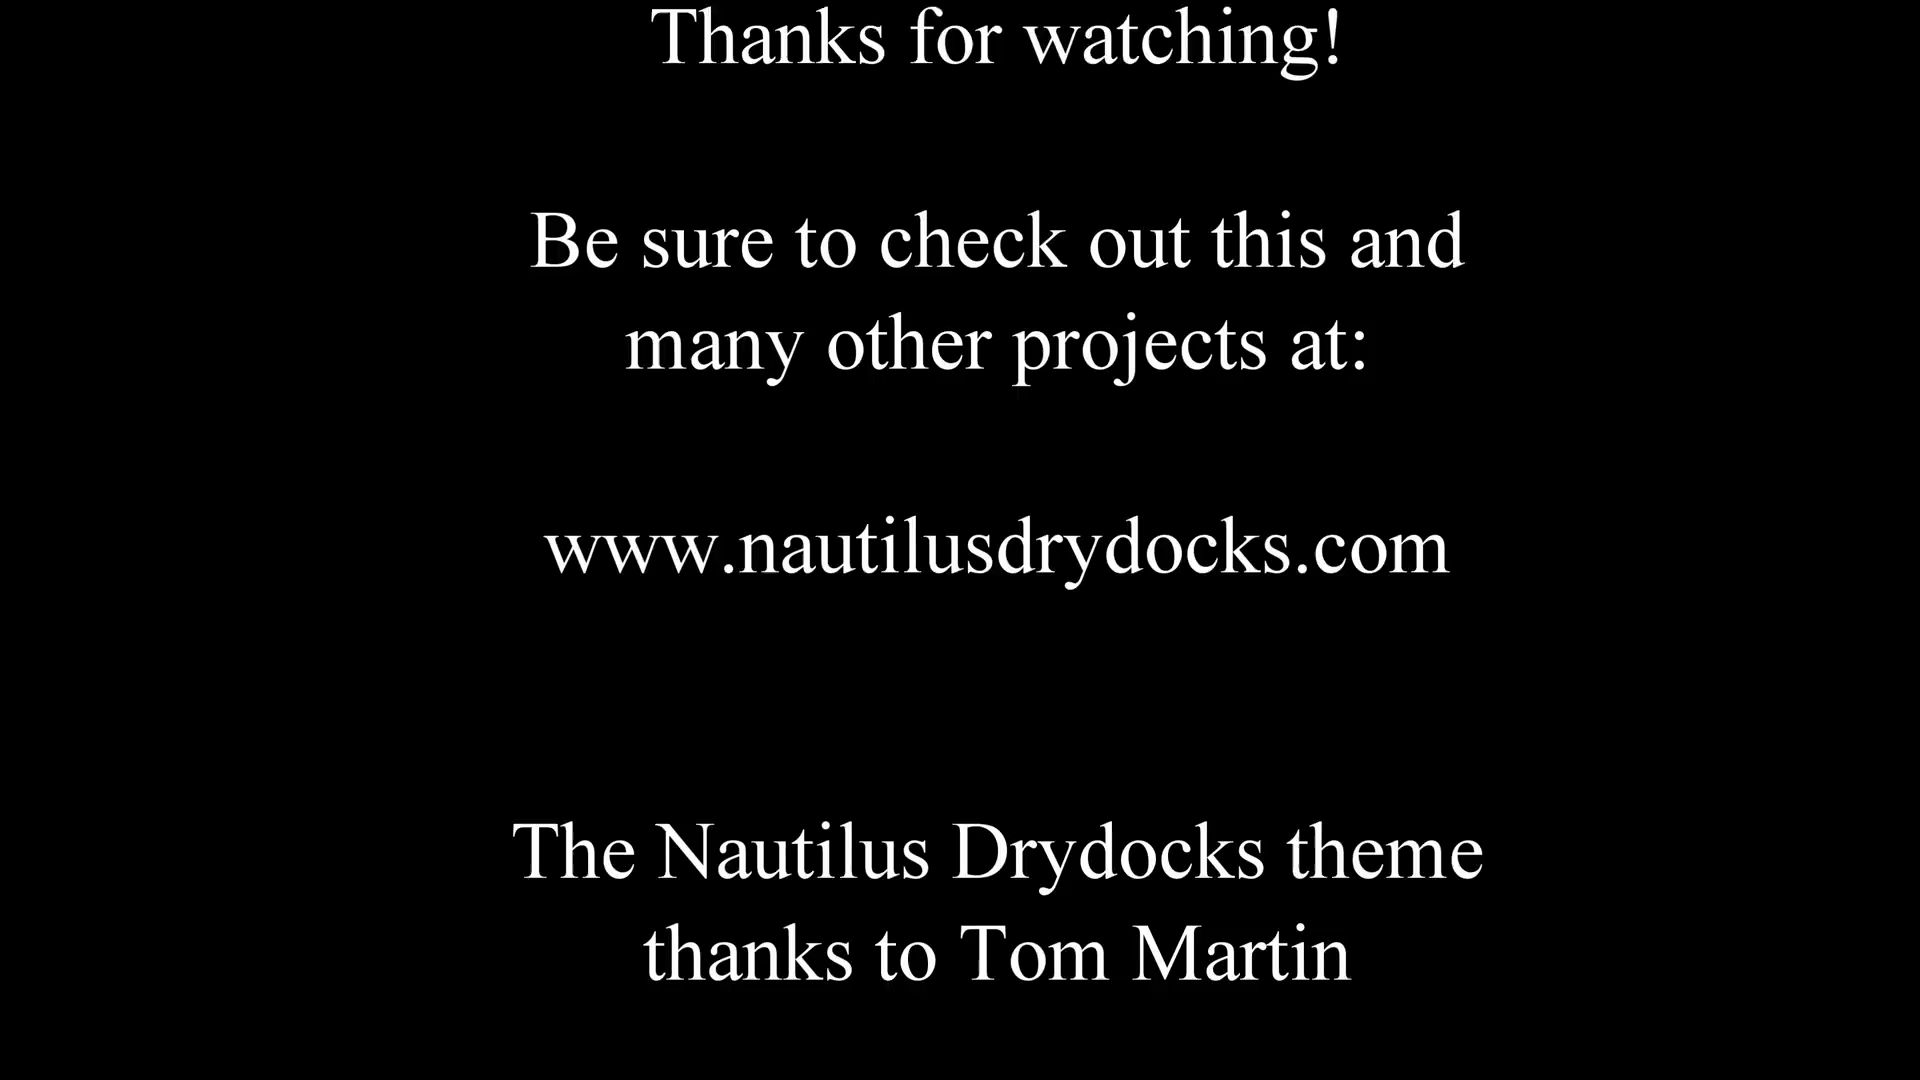 Thanks for watching!
Be sure to check out this and
many other projects at:
www.nautilusdrydocks.com
The Nautilus Drydocks theme
thanks to Tom Martin